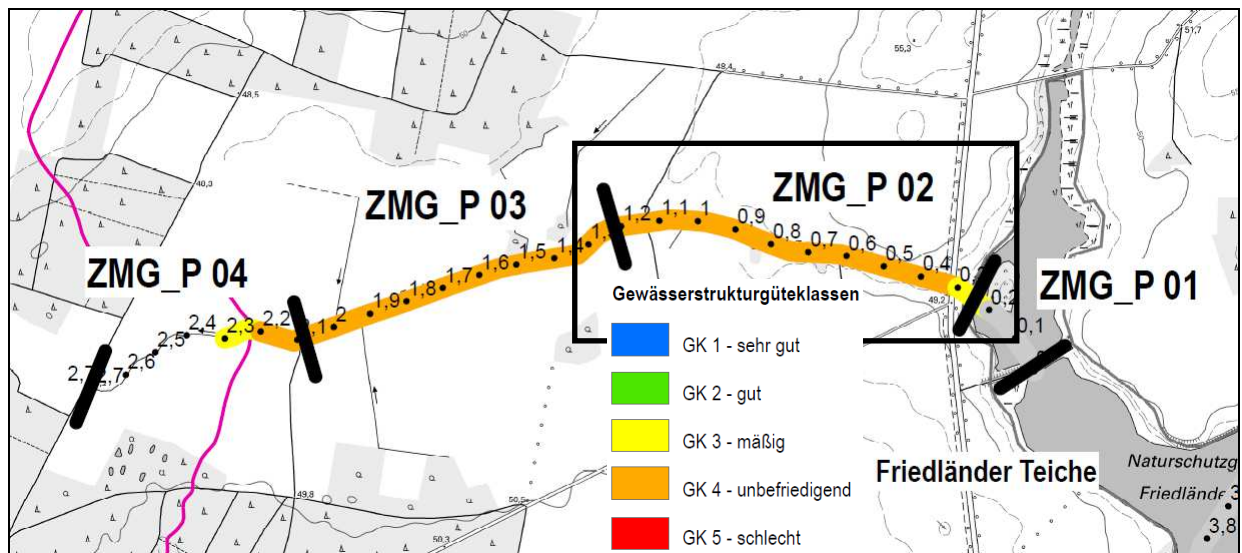 55,3
51,7
48,4
48,5
ZMG_P 03
ZMG_P 02
ZMG_P 04
ZMG_P 01
1,2
1,1
1
0,9
0,8
0,7
0,6
0,5
0,4
49,2
0,2
0,1
1,4
1,5
1,6
1,7
1,8
1,9
2
2,2
2,3
2,4
2,5
2,6
2,7
Gewässerstrukturgüteklassen
GK 1 - sehr gut
GK 2 - gut
GK 3 - mäßig
GK 4 - unbefriedigend
GK 5 - schlecht
Friedländer Teiche
Naturschutzg
Friedlände
3,8
49,8
50,5
50,3